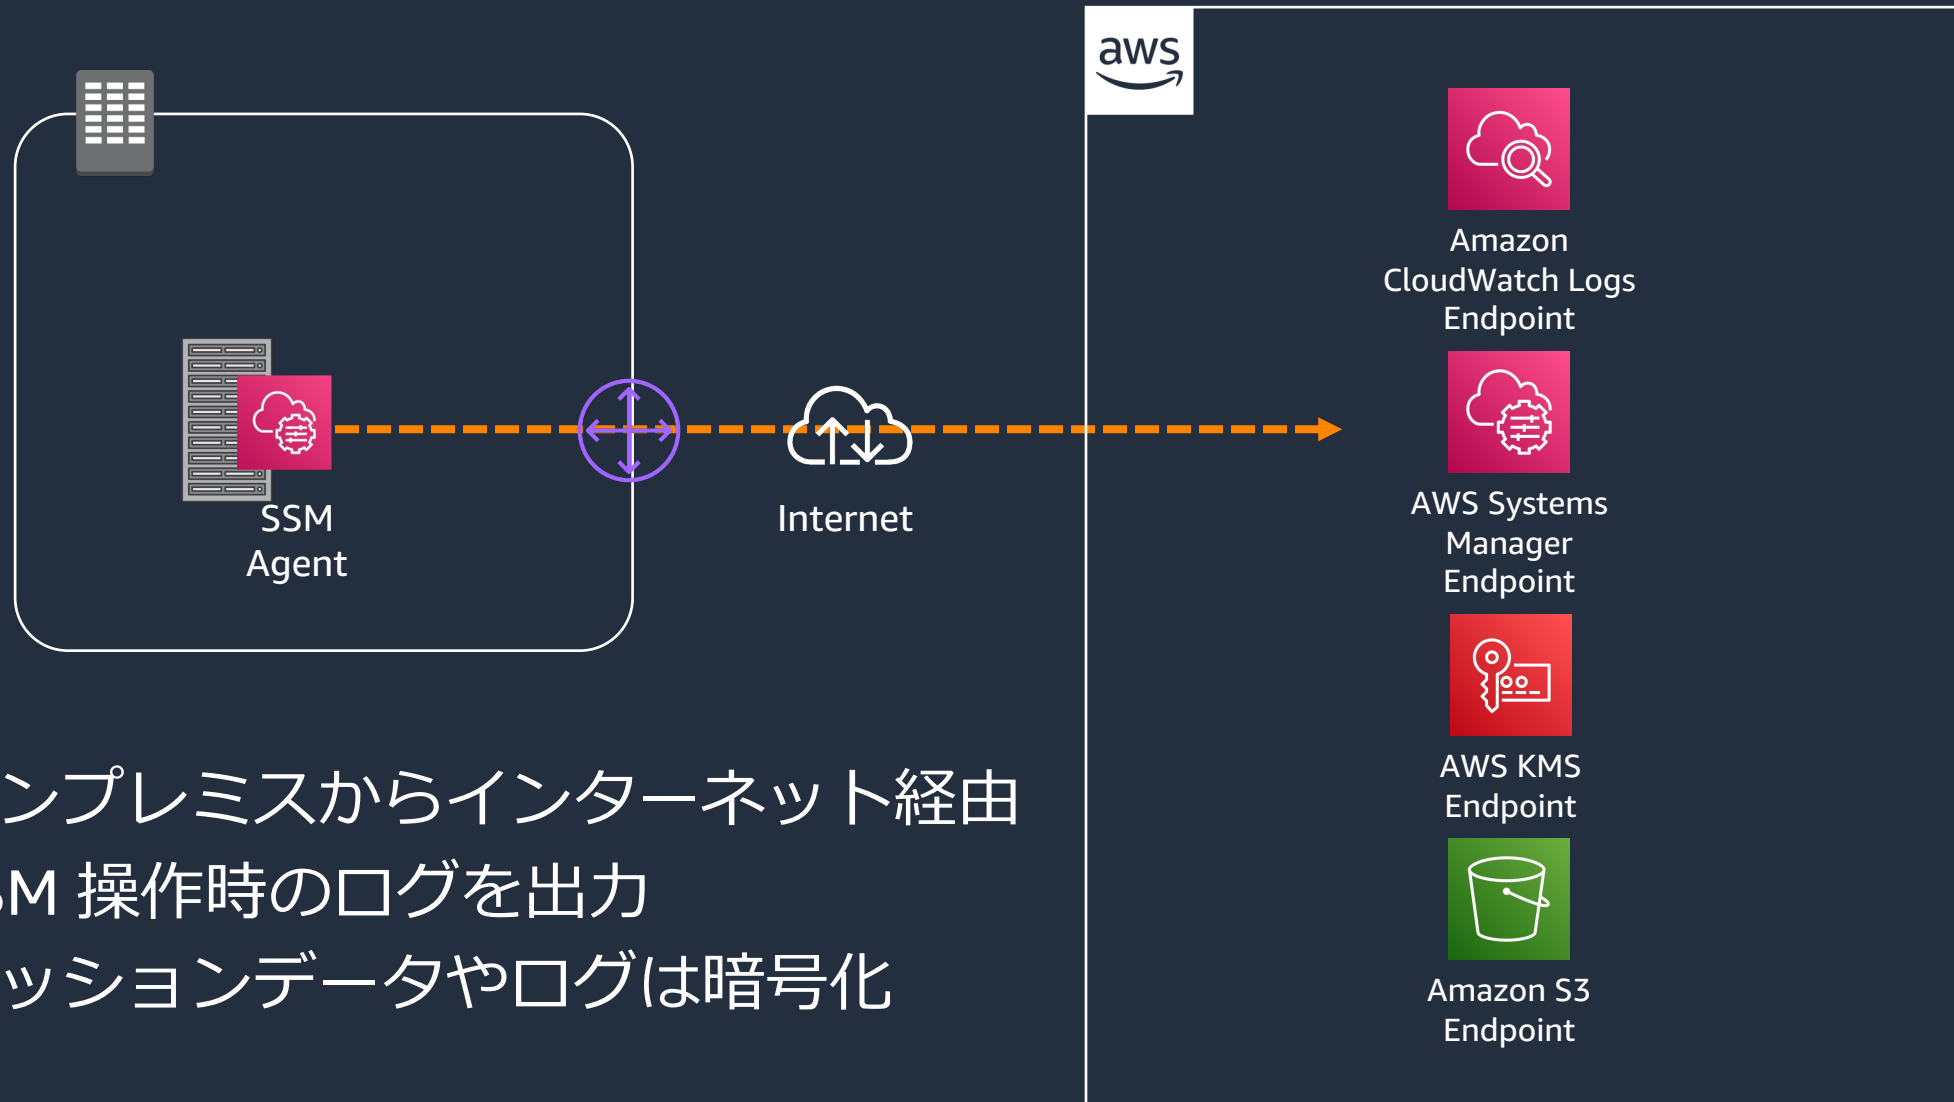 aws
Amazon
CloudWatch Logs
Endpoint
SSM
Agent
Internet
AWS Systems
Manager
Endpoint
AWS KMS
Endpoint
Amazon S3
Endpoint
ンプレミスからインターネット経由
SM 操作時のログを出力
ッションデータやログは暗号化